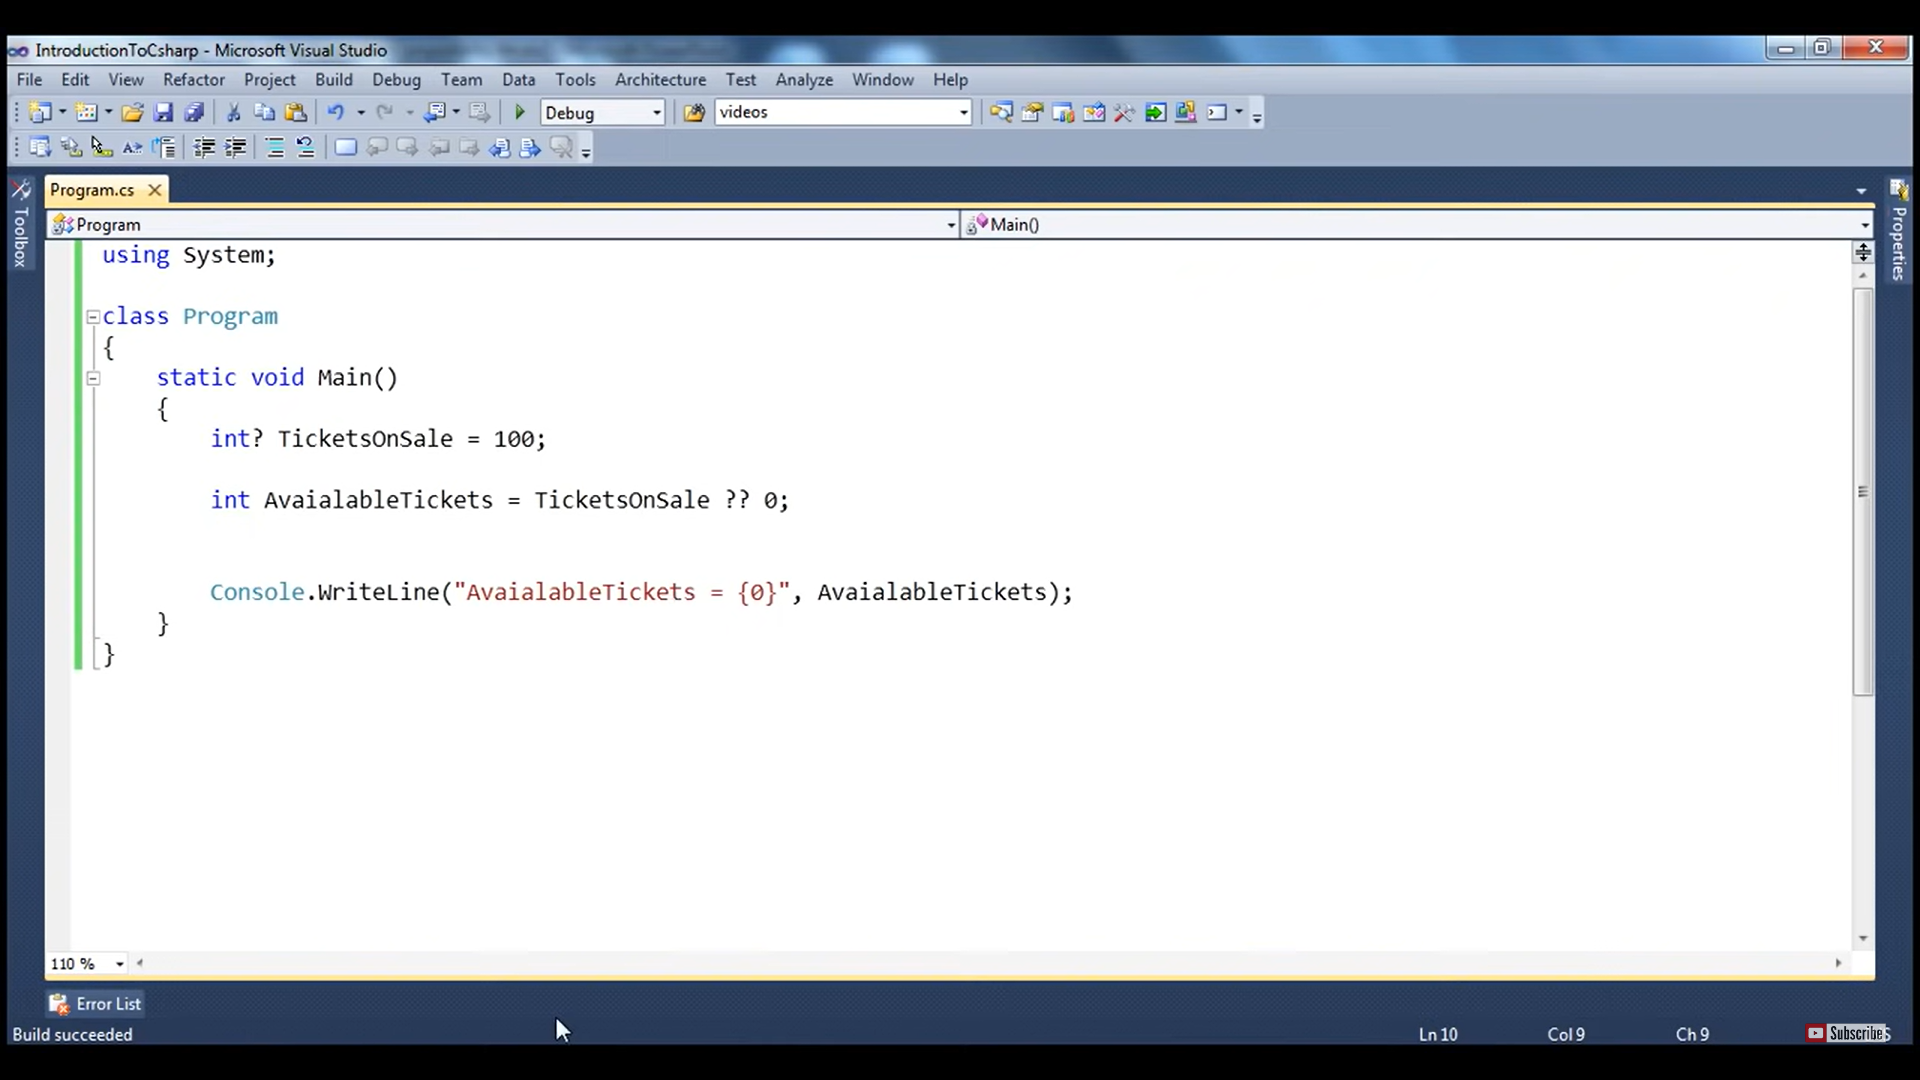 IntroductionToCsharp - Microsoft Visual Studio
File Edit View Refactor Project Build Debug Team Data Tools Architecture Test Analyze Window Help
Debug videos
Toolbox
Program.cs
Properties
Program Main()
using System;
class Program
{
static void Main()
{
int? TicketsOnSale = 100;
int AvaialableTickets = TicketsOnSale ?? 0;
Console.WriteLine("AvaialableTickets = {0}", AvaialableTickets);
}
}
110 %
Error List
Build succeeded Ln 10 Col 9 Ch 9 Subscribe